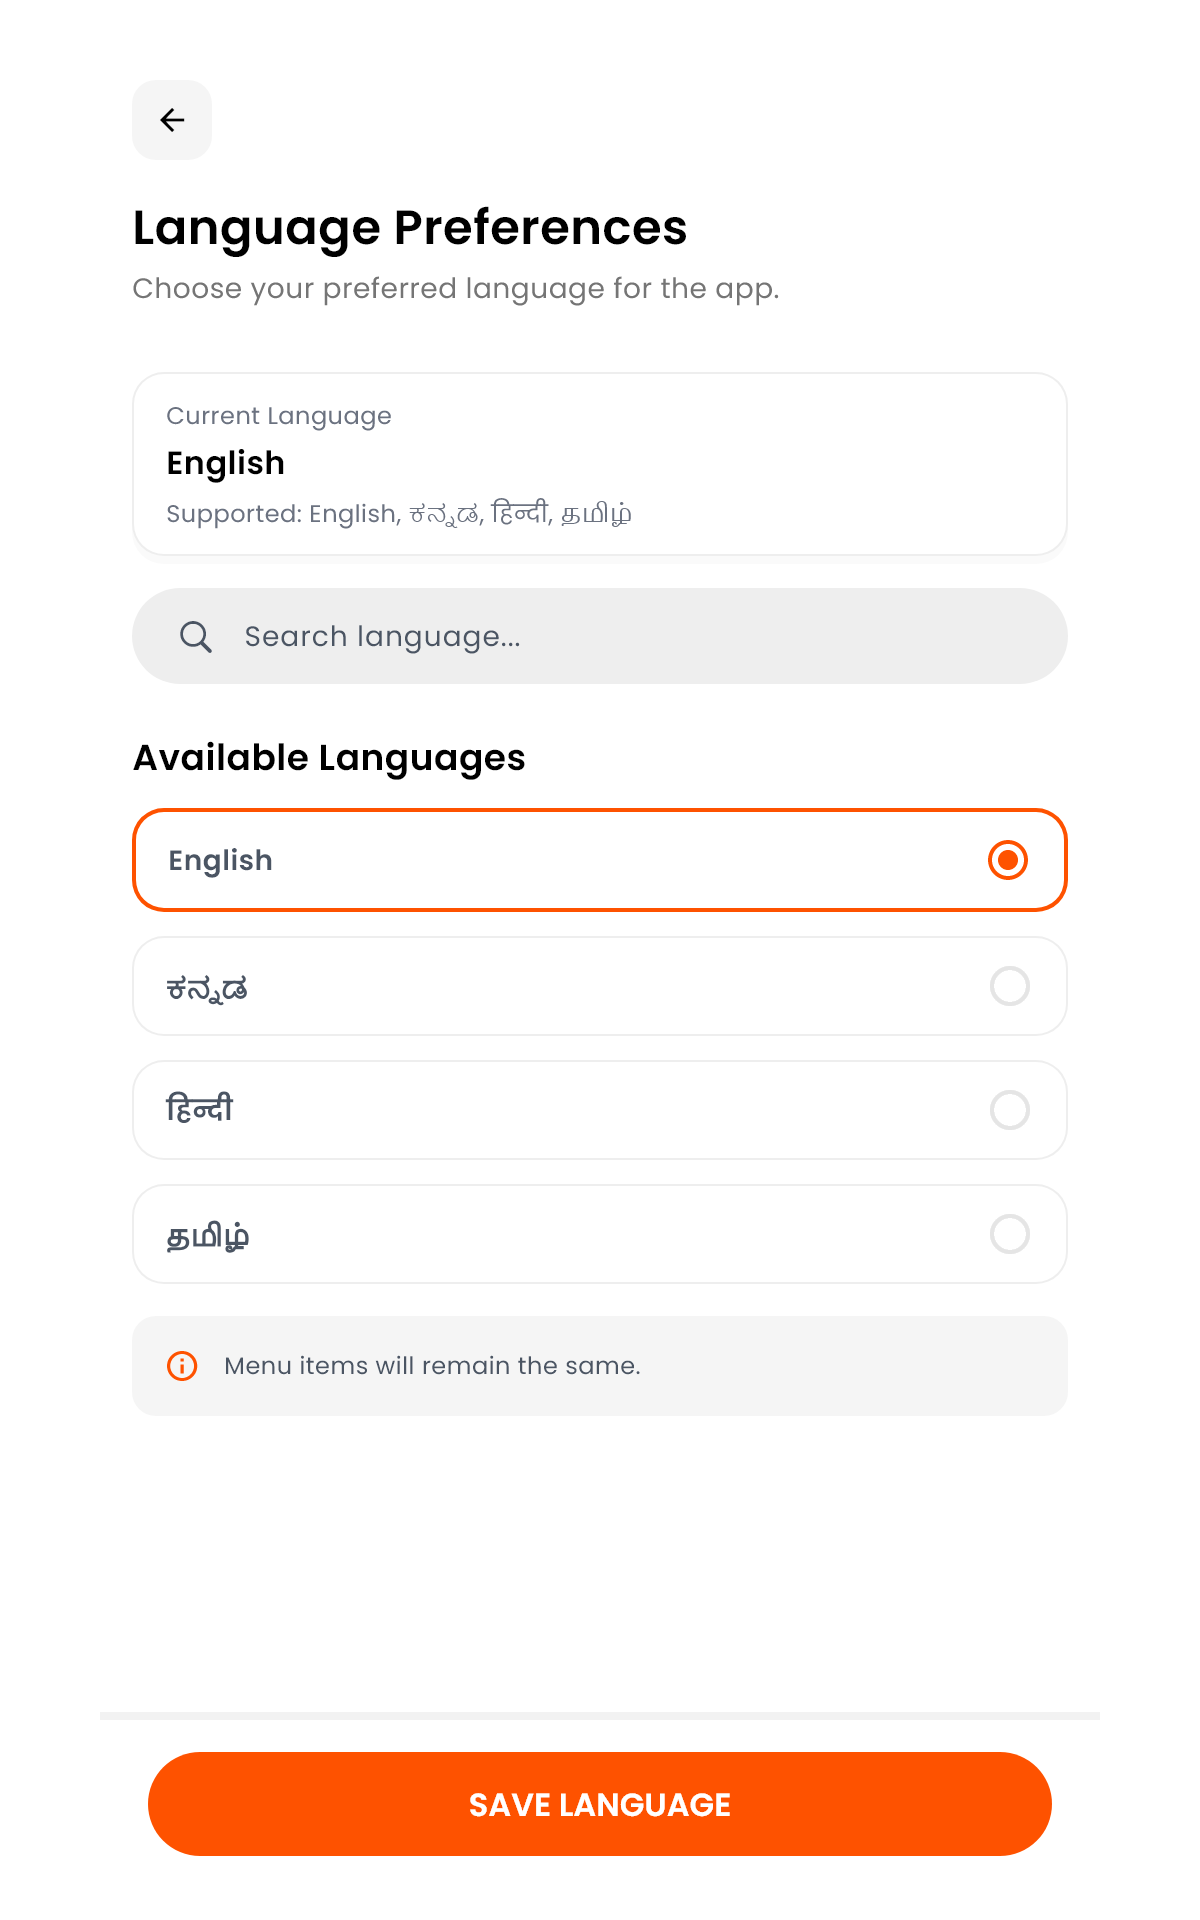 Language Preferences
Choose your preferred language for the app.
Current Language
English
Supported: English, ಕನ್ನಡ, हिन्दी, தமிழ்
Search language...
Available Languages
English
ಕನ್ನಡ
हिन्दी
தமிழ்
Menu items will remain the same.
SAVE LANGUAGE